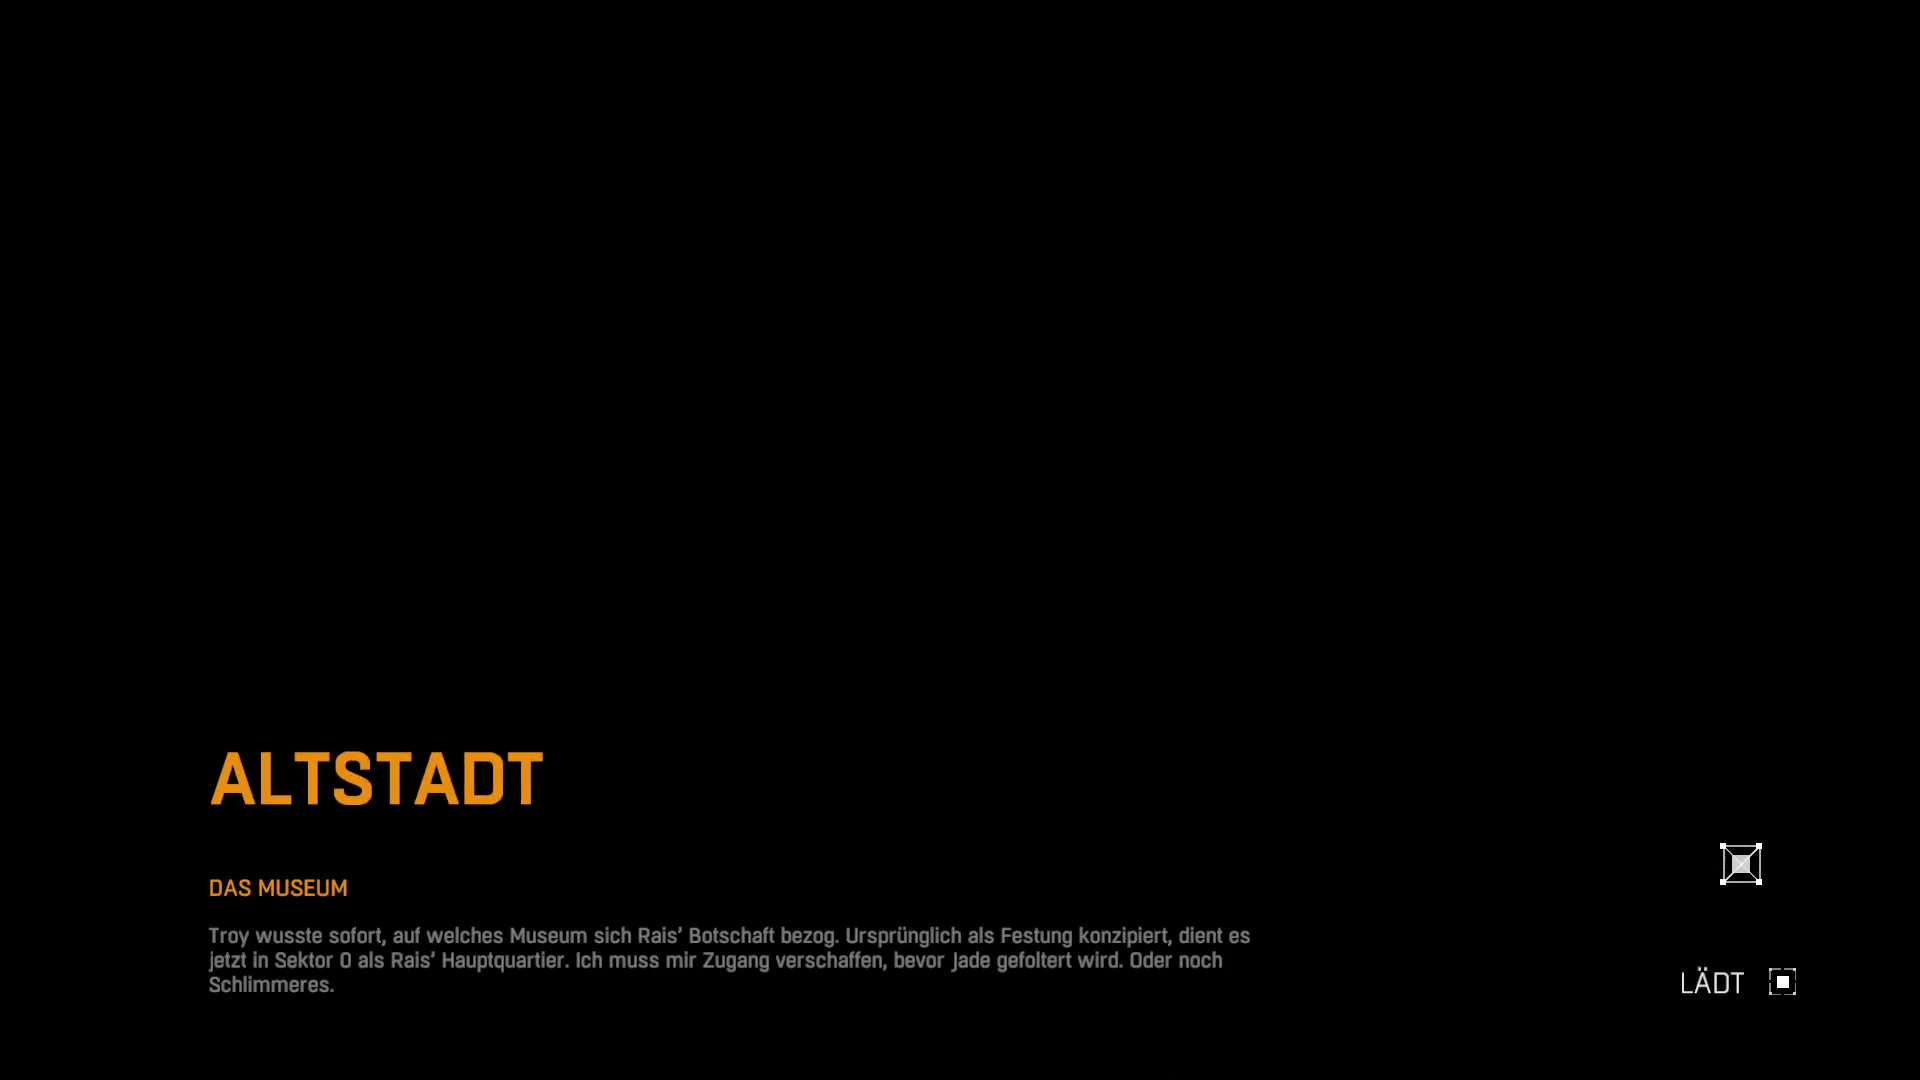 ALTSTADT
DAS MUSEUM
Troy wusste sofort, auf welches Museum sich Rais’ Botschaft bezog. Ursprünglich als Festung konzipiert, dient es
jetzt in Sektor 0 als Rais’ Hauptquartier. Ich muss mir Zugang verschaffen, bevor Jade gefoltert wird. Oder noch
Schlimmeres.
LÄDT